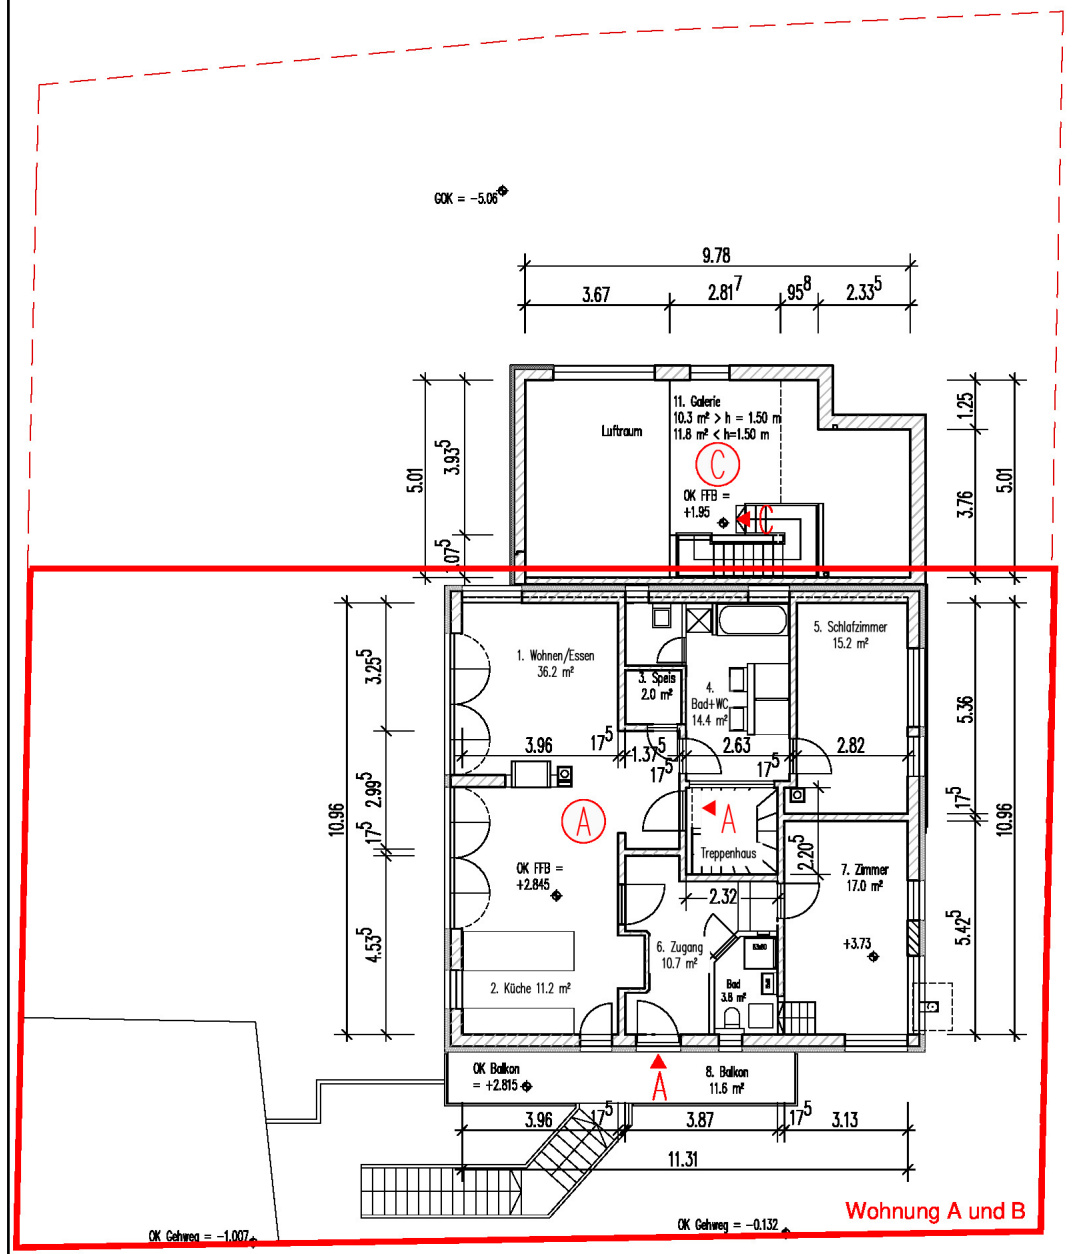 GOK = -5.06
9.78
3.67
2.81⁷
95⁸
2.33⁵
5.01
3.93⁵
1.07⁵
1.25
3.76
5.01
Luftraum
11. Galerie
10.3 m² > h = 1.50 m
11.8 m² < h=1.50 m
C
OK FFB =
+1.95
C
10.96
3.25⁵
2.99⁵
17⁵
4.53⁵
1. Wohnen/Essen
36.2 m²
3. Speis
2.0 m²
4.
Bad+WC
14.4 m²
5. Schlafzimmer
15.2 m²
3.96
17⁵
1.37⁵
17⁵
2.63
17⁵
2.82
5.36
17⁵
10.96
5.42⁵
A
A
Treppenhaus
2.20⁵
2.32
OK FFB =
+2.845
7. Zimmer
17.0 m²
+3.73
6. Zugang
10.7 m²
Bad
3.8 m²
2. Küche 11.2 m²
OK Balkon
= +2.815
A
8. Balkon
11.6 m²
3.96
17⁵
3.87
17⁵
3.13
11.31
Wohnung A und B
OK Gehweg = -0.132
OK Gehweg = -1.007